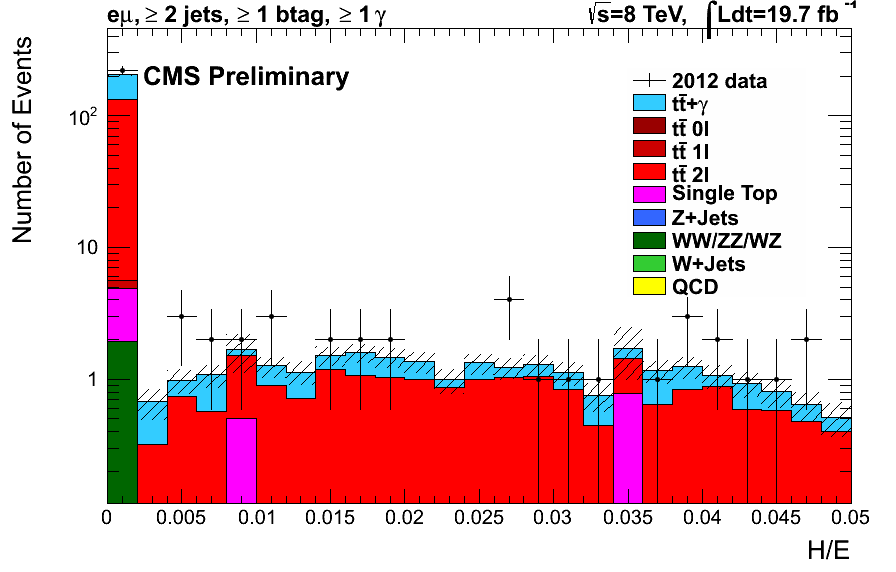 eμ, ≥ 2 jets, ≥ 1 btag, ≥ 1 γ
√s=8 TeV, ∫Ldt=19.7 fb⁻¹
CMS Preliminary
2012 data
tt̄+γ
tt̄ 0l
tt̄ 1l
tt̄ 2l
Single Top
Z+Jets
WW/ZZ/WZ
W+Jets
QCD
Number of Events
10²
10
1
0 0.005 0.01 0.015 0.02 0.025 0.03 0.035 0.04 0.045 0.05
H/E